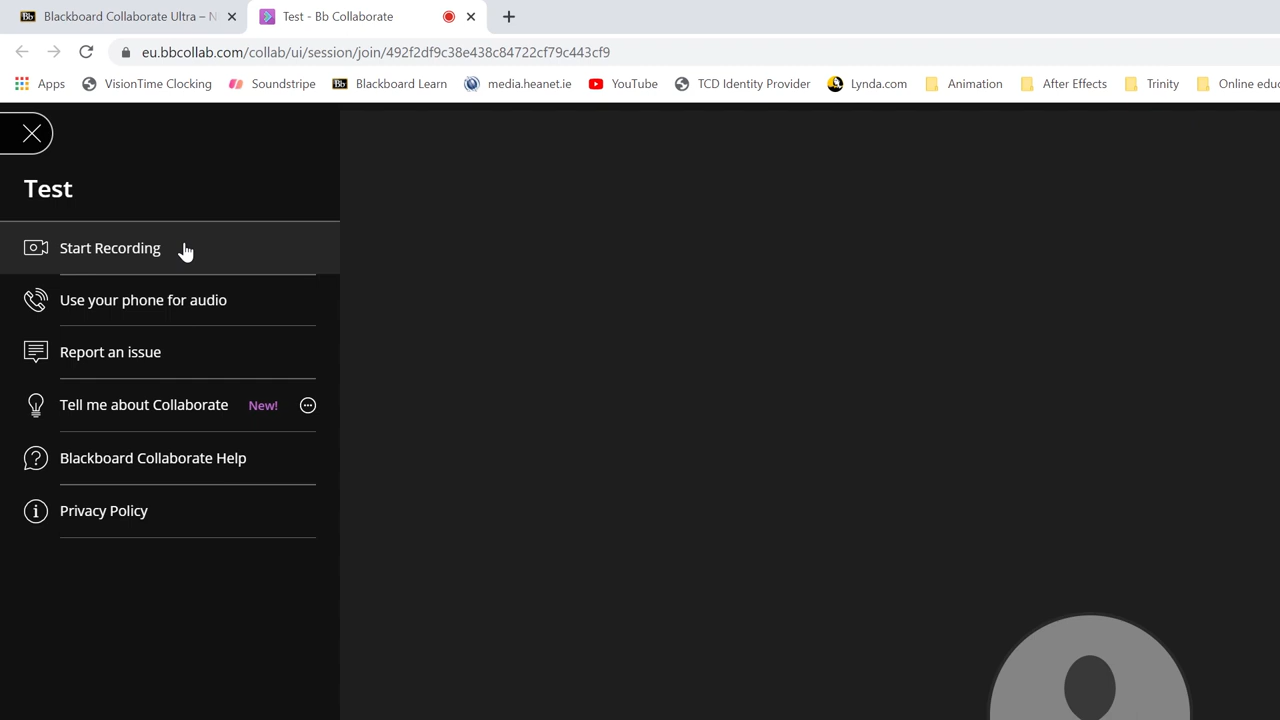 Bb Blackboard Collaborate Ultra – N
Test - Bb Collaborate
eu.bbcollab.com/collab/ui/session/join/492f2df9c38e438c84722cf79c443cf9
Apps VisionTime Clocking Soundstripe Bb Blackboard Learn media.heanet.ie YouTube TCD Identity Provider Lynda.com Animation After Effects Trinity Online educ
Test
Start Recording
Use your phone for audio
Report an issue
Tell me about Collaborate New!
Blackboard Collaborate Help
Privacy Policy